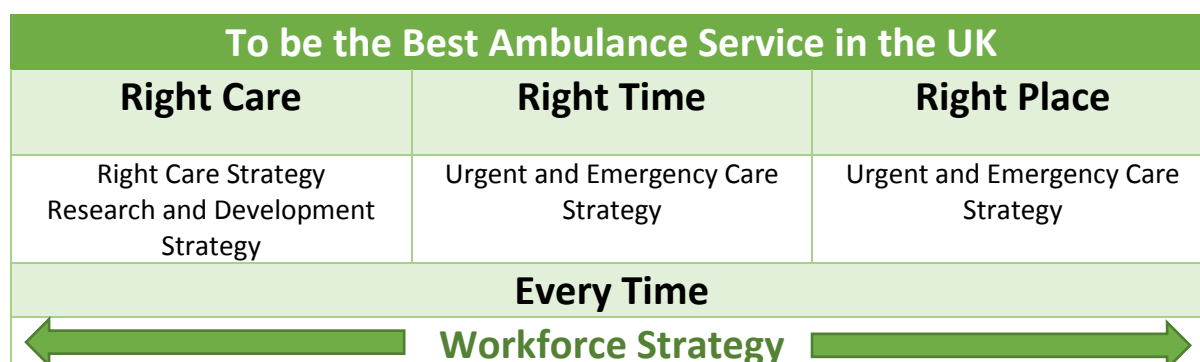 To be the Best Ambulance Service in the UK
Right Care
Right Time
Right Place
Right Care Strategy
Research and Development
Strategy
Urgent and Emergency Care
Strategy
Urgent and Emergency Care
Strategy
Every Time
Workforce Strategy